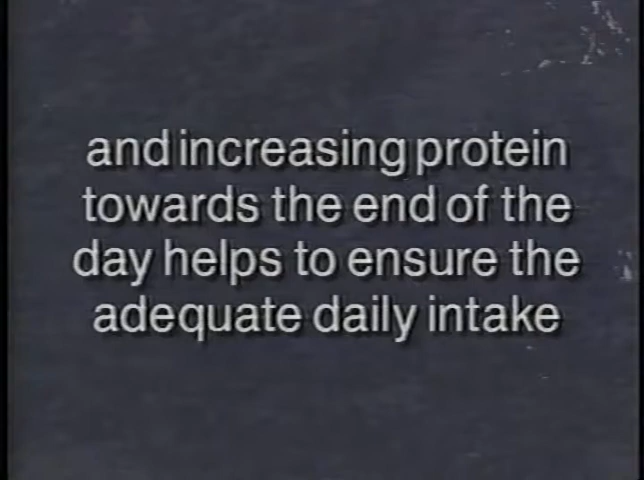 and increasing protein
towards the end of the
day helps to ensure the
adequate daily intake